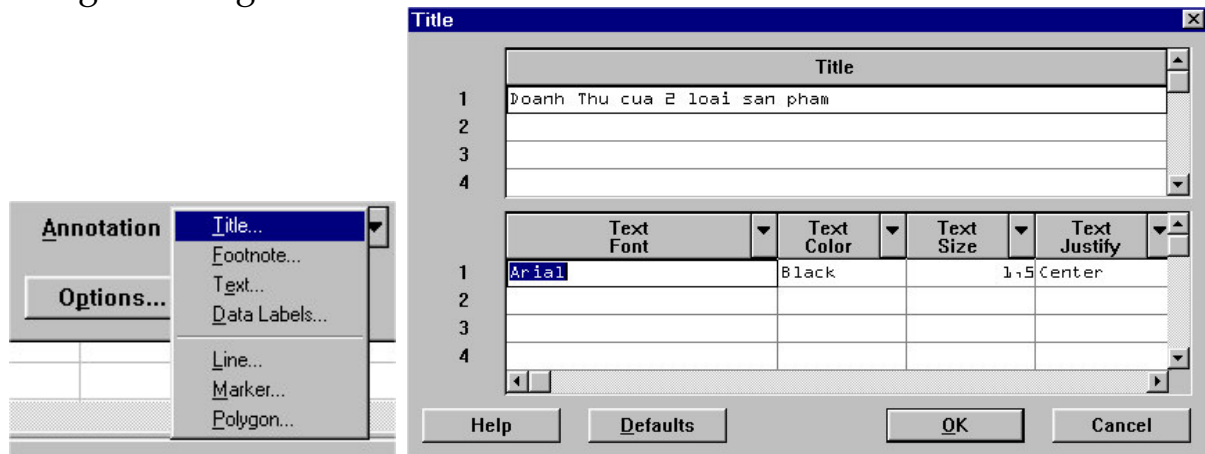 Title
Title
1 Doanh Thu cua 2 loai san pham
2
3
4
Annotation
Title...
Footnote...
Text...
Data Labels...
Line...
Marker...
Polygon...
Options...
Text Font Text Color Text Size Text Justify
1 Arial Black 1,5 Center
2
3
4
Help Defaults OK Cancel